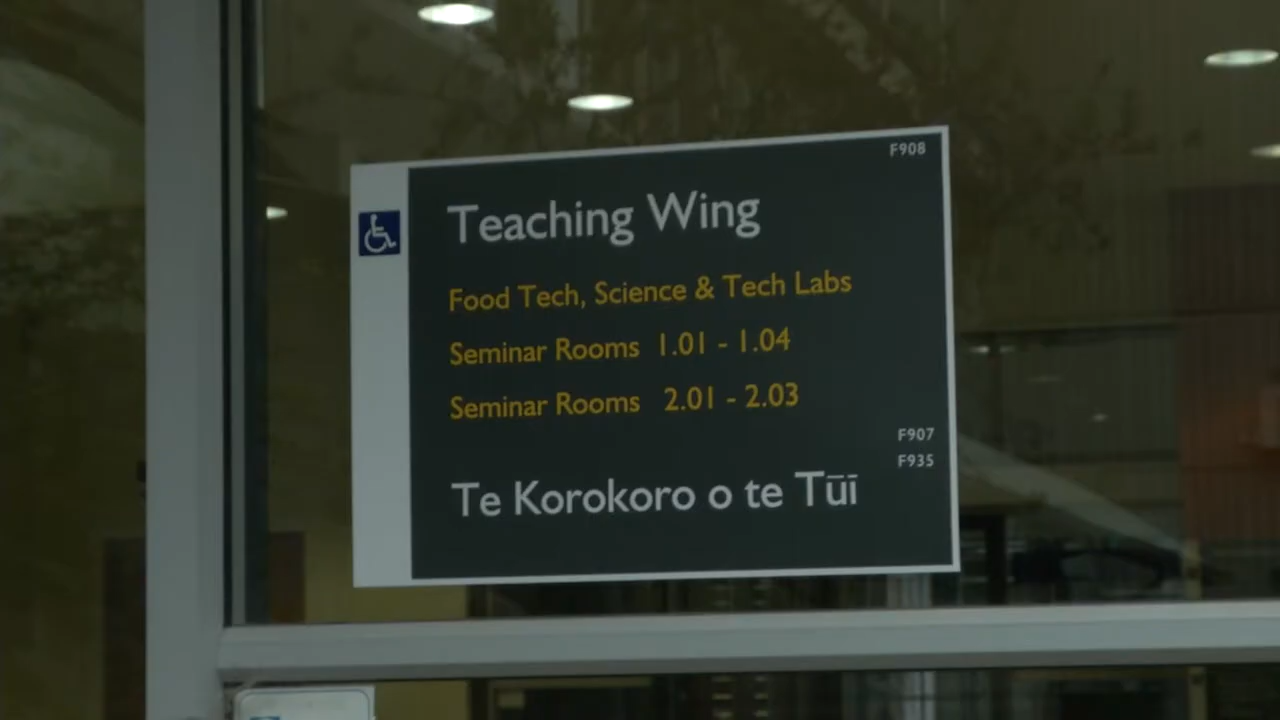 F908
Teaching Wing
Food Tech, Science & Tech Labs
Seminar Rooms 1.01 - 1.04
Seminar Rooms 2.01 - 2.03
F907
F935
Te Korokoro o te Tūī